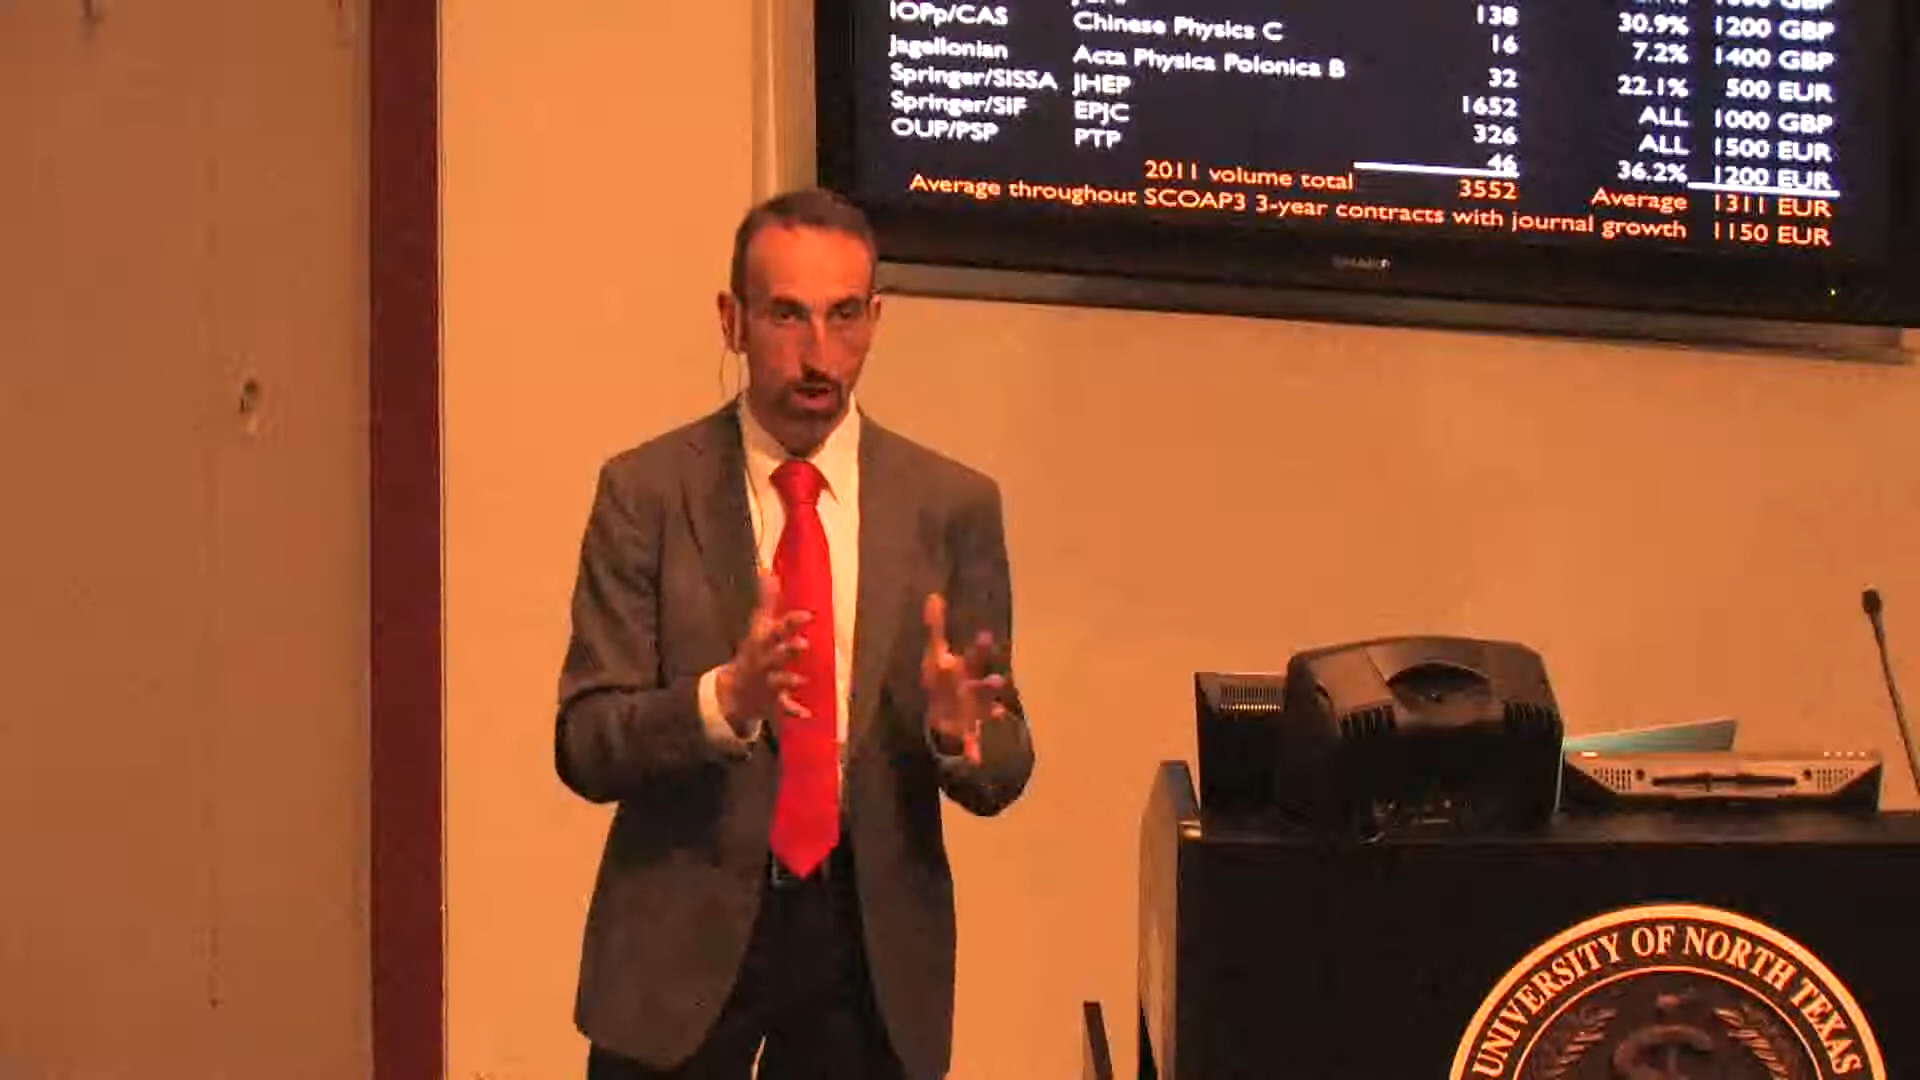 138 30.9% 1200 GBP
IOPp/CAS Chinese Physics C 16 7.2% 1400 GBP
Jagellonian Acta Physica Polonica B 32 22.1% 500 EUR
Springer/SISSA JHEP 1652 ALL 1000 GBP
Springer/SIF EPJC 326 ALL 1500 EUR
OUP/PSP PTP 46 36.2% 1200 EUR
2011 volume total 3552 Average 1311 EUR
Average throughout SCOAP3 3-year contracts with journal growth 1150 EUR
UNIVERSITY OF NORTH TEXAS